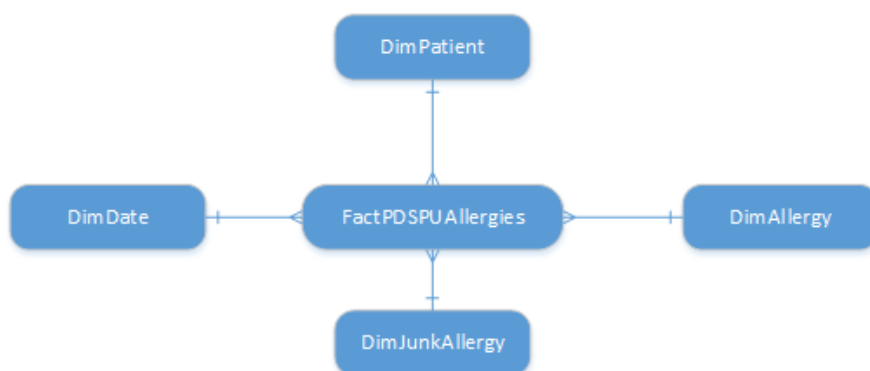 DimPatient
DimDate
FactPDSPUAllergies
DimAllergy
DimJunkAllergy